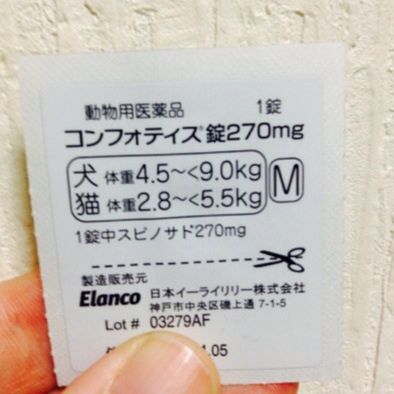 動物用医薬品 1錠
コンフォティス®錠270mg
犬 体重4.5~<9.0kg
猫 体重2.8~<5.5kg
M
1錠中スピノサド270mg
製造販売元
Elanco 日本イーライリリー株式会社
神戸市中央区磯上通 7-1-5
Lot # 03279AF
.05